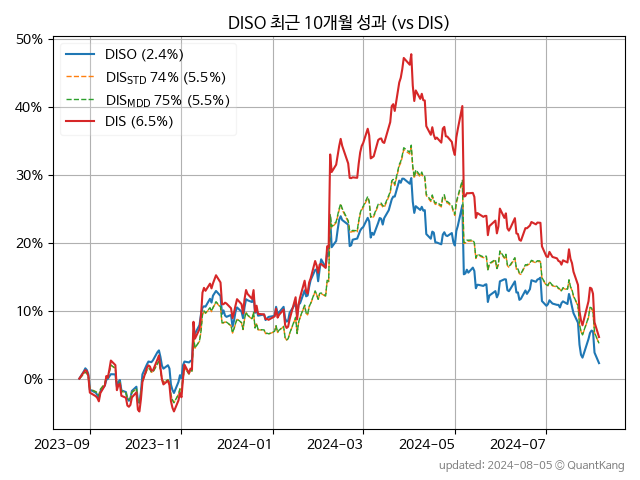 DISO 최근 10개월 성과 (vs DIS)
50%
40%
30%
20%
10%
0%
DISO (2.4%)
DISSTD 74% (5.5%)
DISMDD 75% (5.5%)
DIS (6.5%)
2023-09 2023-11 2024-01 2024-03 2024-05 2024-07
updated: 2024-08-05 © QuantKang